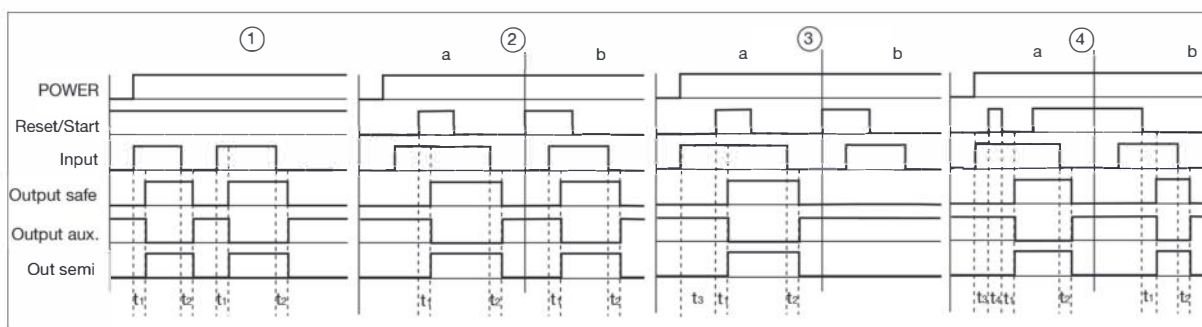 ① ② ③ ④
a b a b a b
POWER
Reset/Start
Input
Output safe
Output aux.
Out semi
t1 t2 t1 t2 t1 t2 t1 t2 t3 t1 t2 t3 t4 t1 t2 t1 t2